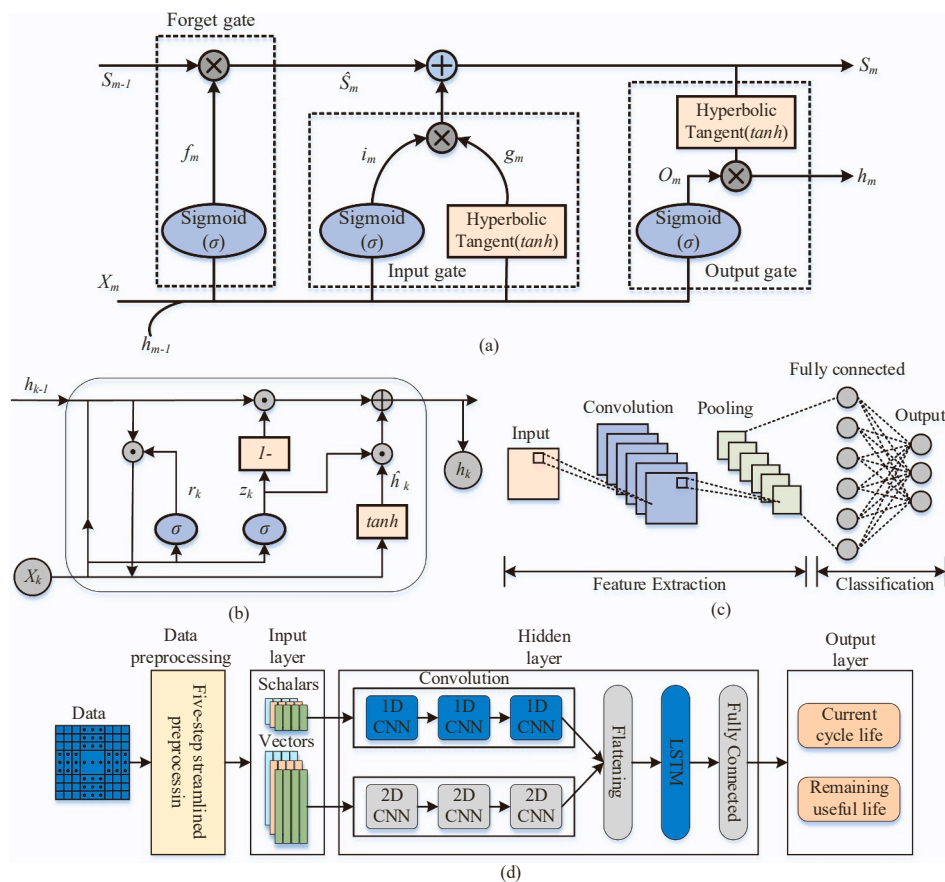 Forget gate
S_{m-1}
Ŝ_m
S_m
Hyperbolic
Tangent(tanh)
f_m
i_m
g_m
O_m
h_m
Sigmoid
(σ)
Sigmoid
(σ)
Hyperbolic
Tangent(tanh)
Sigmoid
(σ)
Input gate
Output gate
X_m
h_{m-1}
(a)
h_{k-1}
1-
r_k
z_k
ĥ_k
h_k
σ
σ
tanh
X_k
(b)
Fully connected
Convolution
Pooling
Output
Input
Feature Extraction
Classification
(c)
Data
preprocessing
Input
layer
Hidden
layer
Output
layer
Data
Five-step streamlined
preprocessin
Schalars
Vectors
Convolution
1D
CNN
1D
CNN
1D
CNN
2D
CNN
2D
CNN
2D
CNN
Flattening
LSTM
Fully Connected
Current
cycle life
Remaining
useful life
(d)